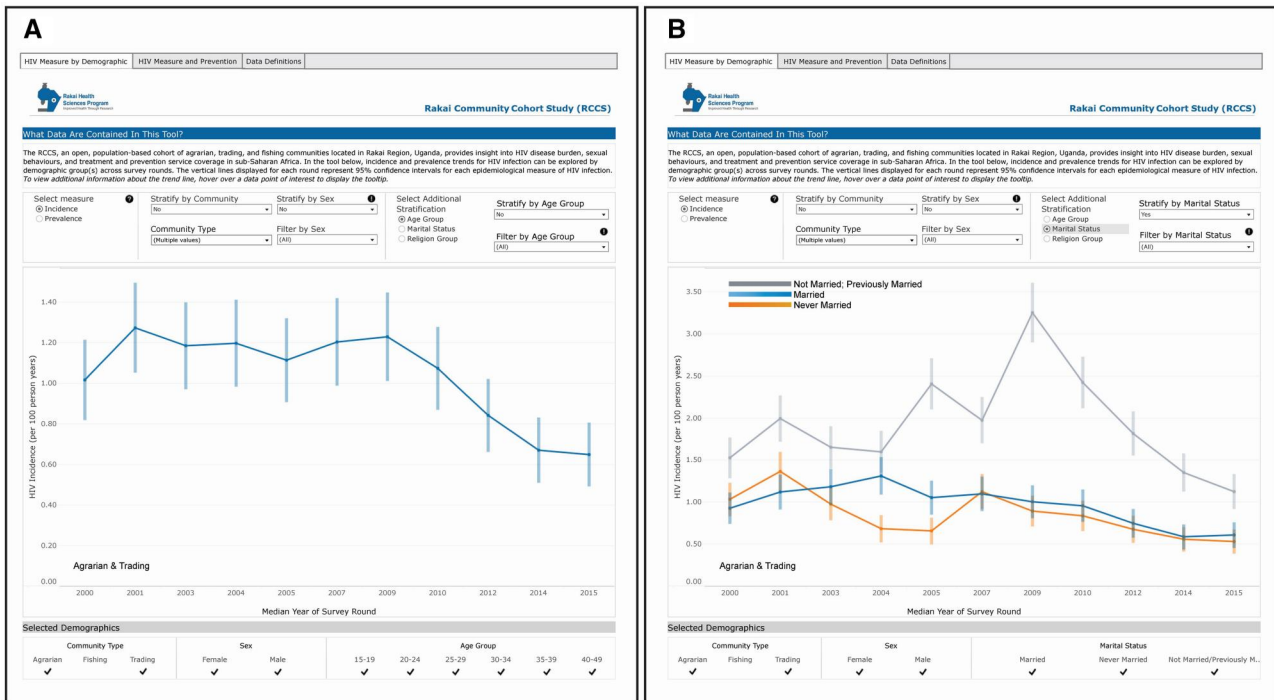 A
HIV Measure by Demographic
HIV Measure and Prevention
Data Definitions
Rakai Health
Sciences Program
Improved Health Through Research
Rakai Community Cohort Study (RCCS)
What Data Are Contained In This Tool?
The RCCS, an open, population-based cohort of agrarian, trading, and fishing communities located in Rakai Region, Uganda, provides insight into HIV disease burden, sexual
behaviours, and treatment and prevention service coverage in sub-Saharan Africa. In the tool below, incidence and prevalence trends for HIV infection can be explored by
demographic group(s) across survey rounds. The vertical lines displayed for each round represent 95% confidence intervals for each epidemiological measure of HIV infection.
To view additional information about the trend line, hover over a data point of interest to display the tooltip.
Select measure
Incidence
Prevalence
Stratify by Community
No
Community Type
(Multiple values)
Stratify by Sex
No
Filter by Sex
(All)
Select Additional
Stratification
Age Group
Marital Status
Religion Group
Stratify by Age Group
No
Filter by Age Group
(All)
HIV Incidence (per 100 person years)
1.40
1.20
1.00
0.80
0.60
0.40
0.20
0.00
Agrarian & Trading
2000 2001 2003 2004 2005 2007 2009 2010 2012 2014 2015
Median Year of Survey Round
Selected Demographics
Community Type Sex Age Group
Agrarian Fishing Trading Female Male 15-19 20-24 25-29 30-34 35-39 40-49
B
HIV Measure by Demographic
HIV Measure and Prevention
Data Definitions
Rakai Health
Sciences Program
Improved Health Through Research
Rakai Community Cohort Study (RCCS)
What Data Are Contained In This Tool?
The RCCS, an open, population-based cohort of agrarian, trading, and fishing communities located in Rakai Region, Uganda, provides insight into HIV disease burden, sexual
behaviours, and treatment and prevention service coverage in sub-Saharan Africa. In the tool below, incidence and prevalence trends for HIV infection can be explored by
demographic group(s) across survey rounds. The vertical lines displayed for each round represent 95% confidence intervals for each epidemiological measure of HIV infection.
To view additional information about the trend line, hover over a data point of interest to display the tooltip.
Select measure
Incidence
Prevalence
Stratify by Community
No
Community Type
(Multiple values)
Stratify by Sex
No
Filter by Sex
(All)
Select Additional
Stratification
Age Group
Marital Status
Religion Group
Stratify by Marital Status
Yes
Filter by Marital Status
(All)
Not Married; Previously Married
Married
Never Married
HIV Incidence (per 100 person years)
3.50
3.00
2.50
2.00
1.50
1.00
0.50
0.00
Agrarian & Trading
2000 2001 2003 2004 2005 2007 2009 2010 2012 2014 2015
Median Year of Survey Round
Selected Demographics
Community Type Sex Marital Status
Agrarian Fishing Trading Female Male Married Never Married Not Married/Previously M..